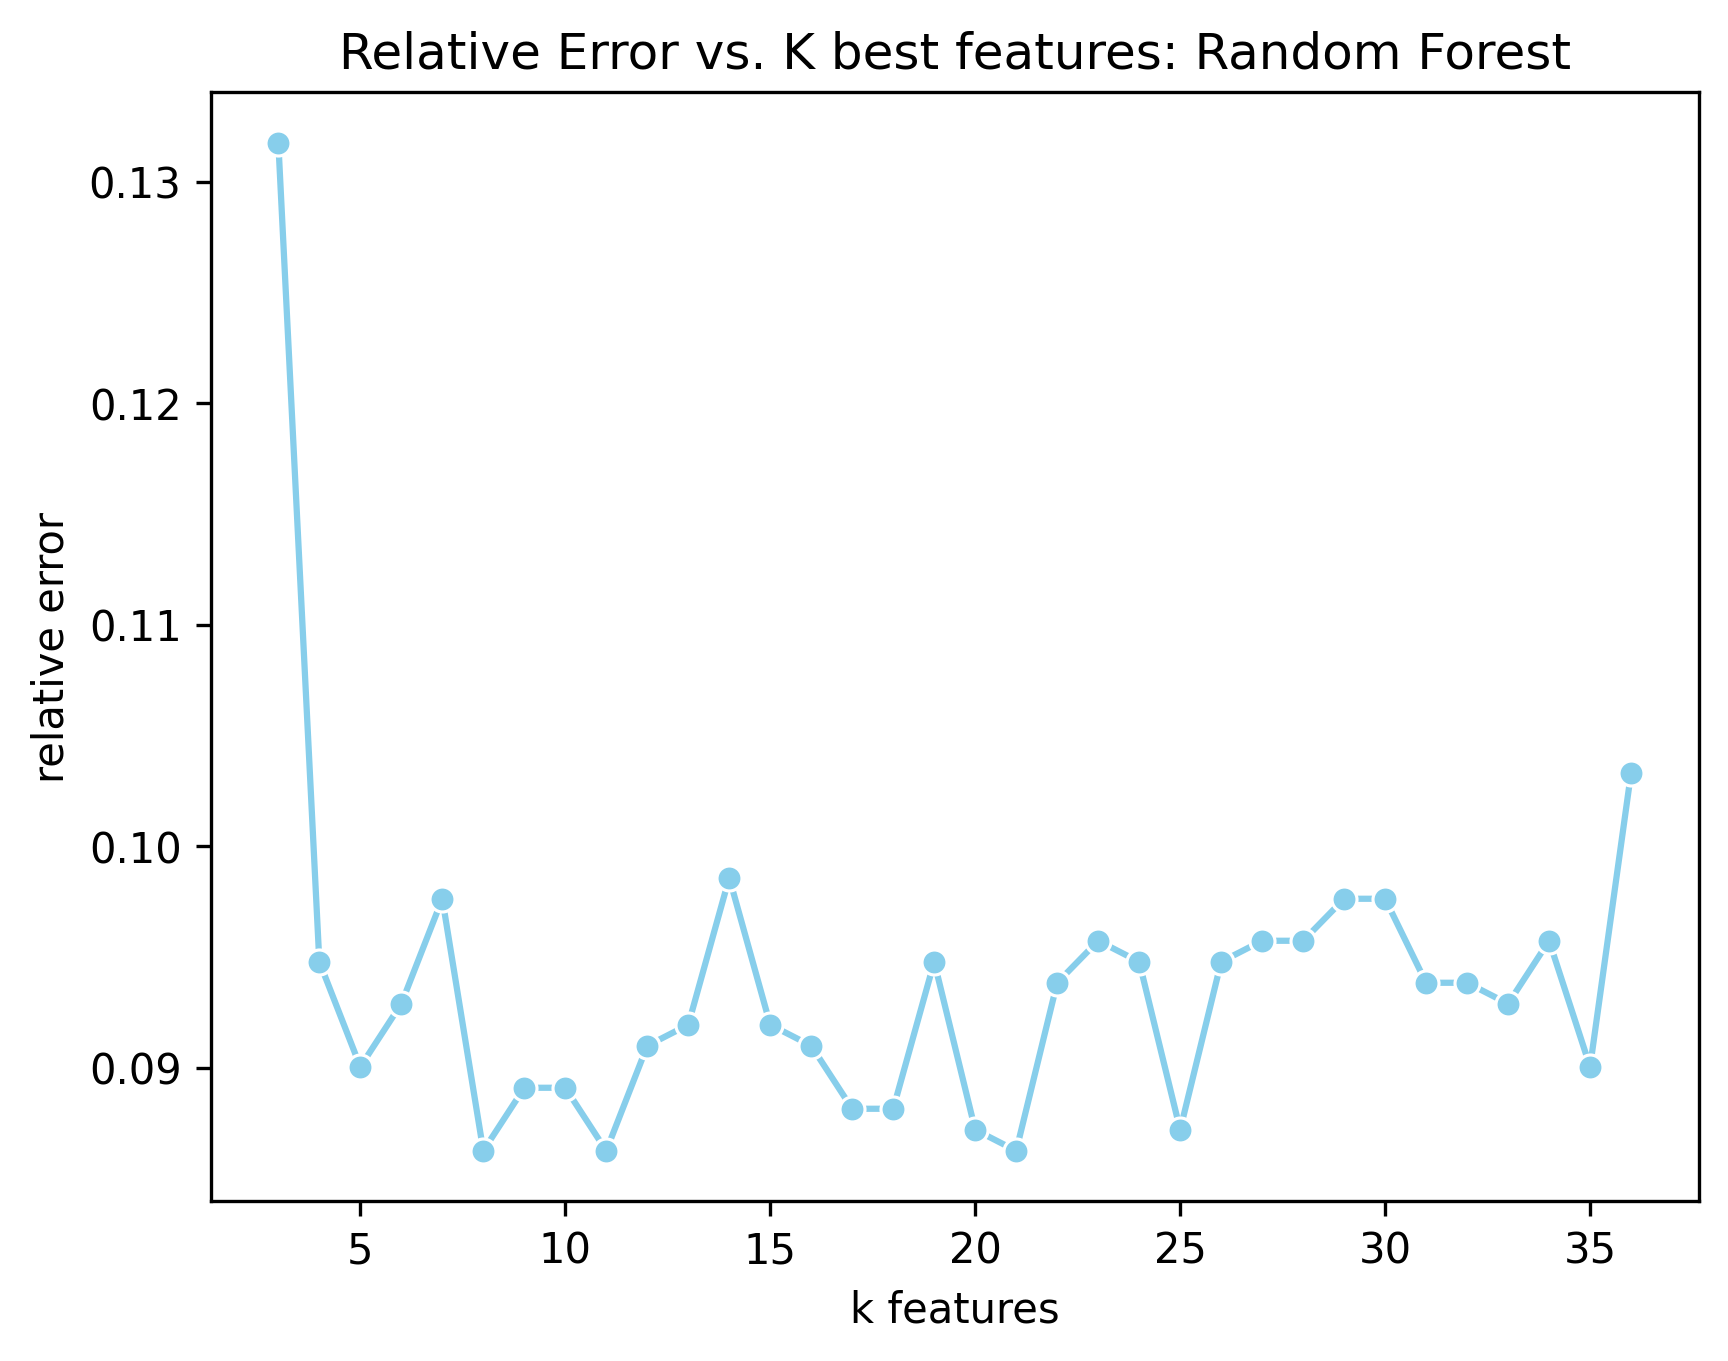 Relative Error vs. K best features: Random Forest
relative error
0.13
0.12
0.11
0.10
0.09
5 10 15 20 25 30 35
k features